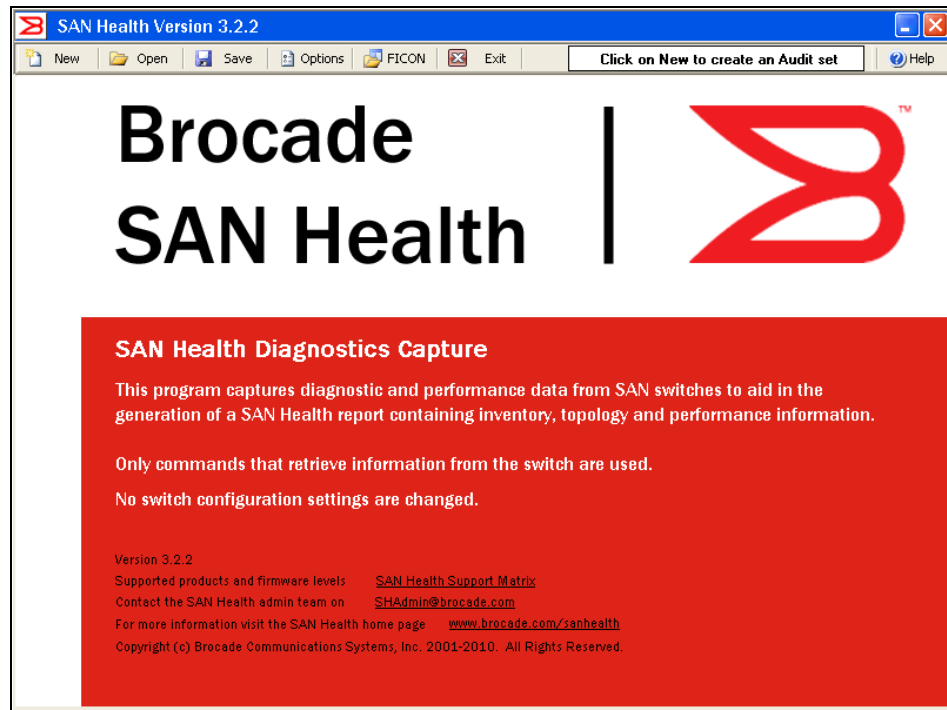 SAN Health Version 3.2.2
New Open Save Options FICON Exit Click on New to create an Audit set Help
Brocade
SAN Health
TM
SAN Health Diagnostics Capture
This program captures diagnostic and performance data from SAN switches to aid in the
generation of a SAN Health report containing inventory, topology and performance information.
Only commands that retrieve information from the switch are used.
No switch configuration settings are changed.
Version 3.2.2
Supported products and firmware levels SAN Health Support Matrix
Contact the SAN Health admin team on SHAdmin@brocade.com
For more information visit the SAN Health home page www.brocade.com/sanhealth
Copyright (c) Brocade Communications Systems, Inc. 2001-2010. All Rights Reserved.